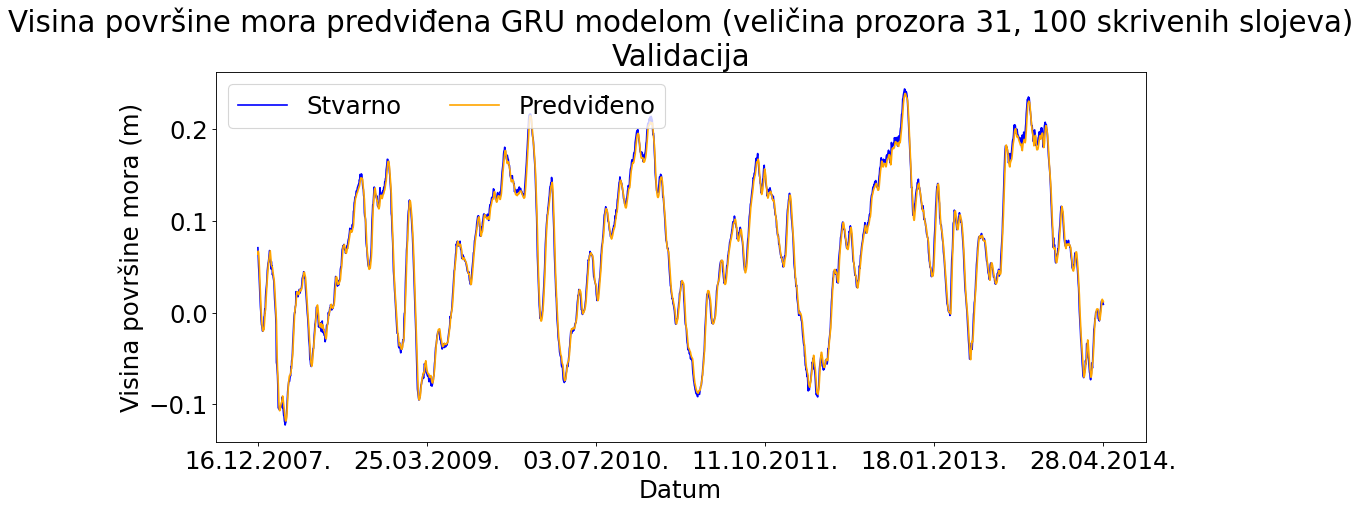 Visina površine mora predviđena GRU modelom (veličina prozora 31, 100 skrivenih slojeva)
Validacija
Stvarno Predviđeno
Visina površine mora (m)
0.2
0.1
0.0
−0.1
16.12.2007. 25.03.2009. 03.07.2010. 11.10.2011. 18.01.2013. 28.04.2014.
Datum